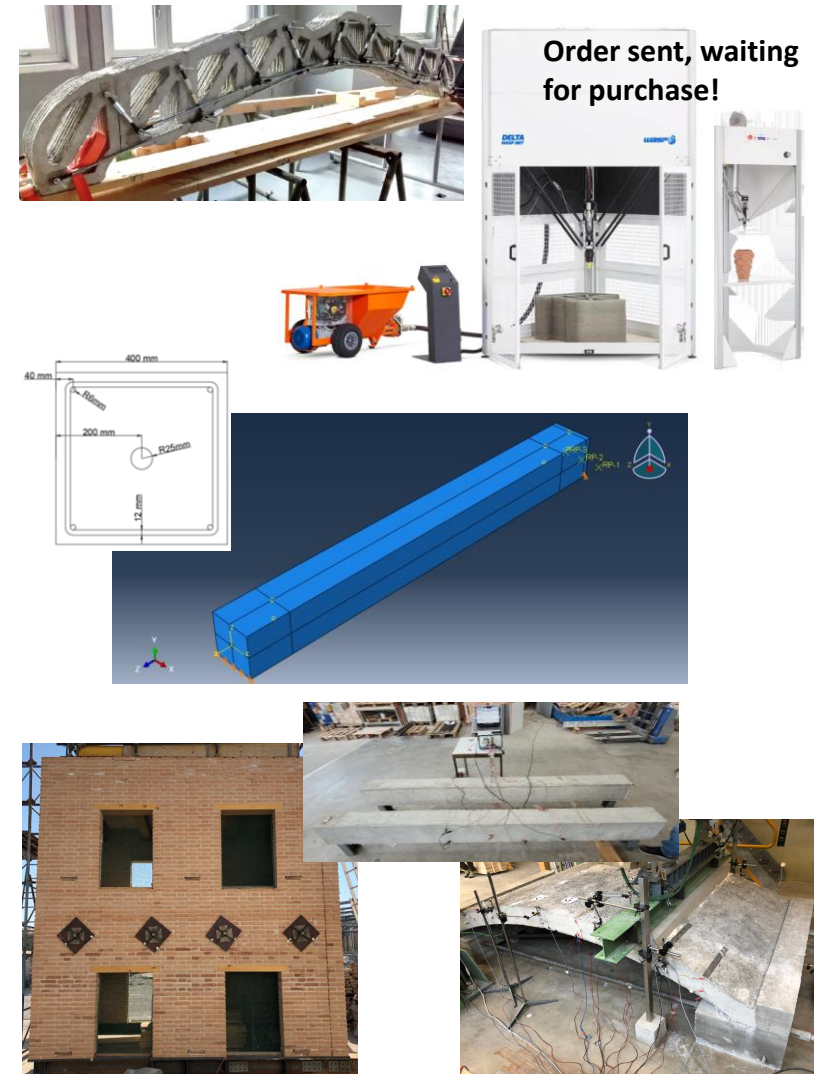 Order sent, waiting
for purchase!
DELTA
WASP
400 mm
40 mm
R6mm
200 mm
R25mm
12 mm
RP-3
RP-2
RP-1
Y
Z
X
Y
Z
X